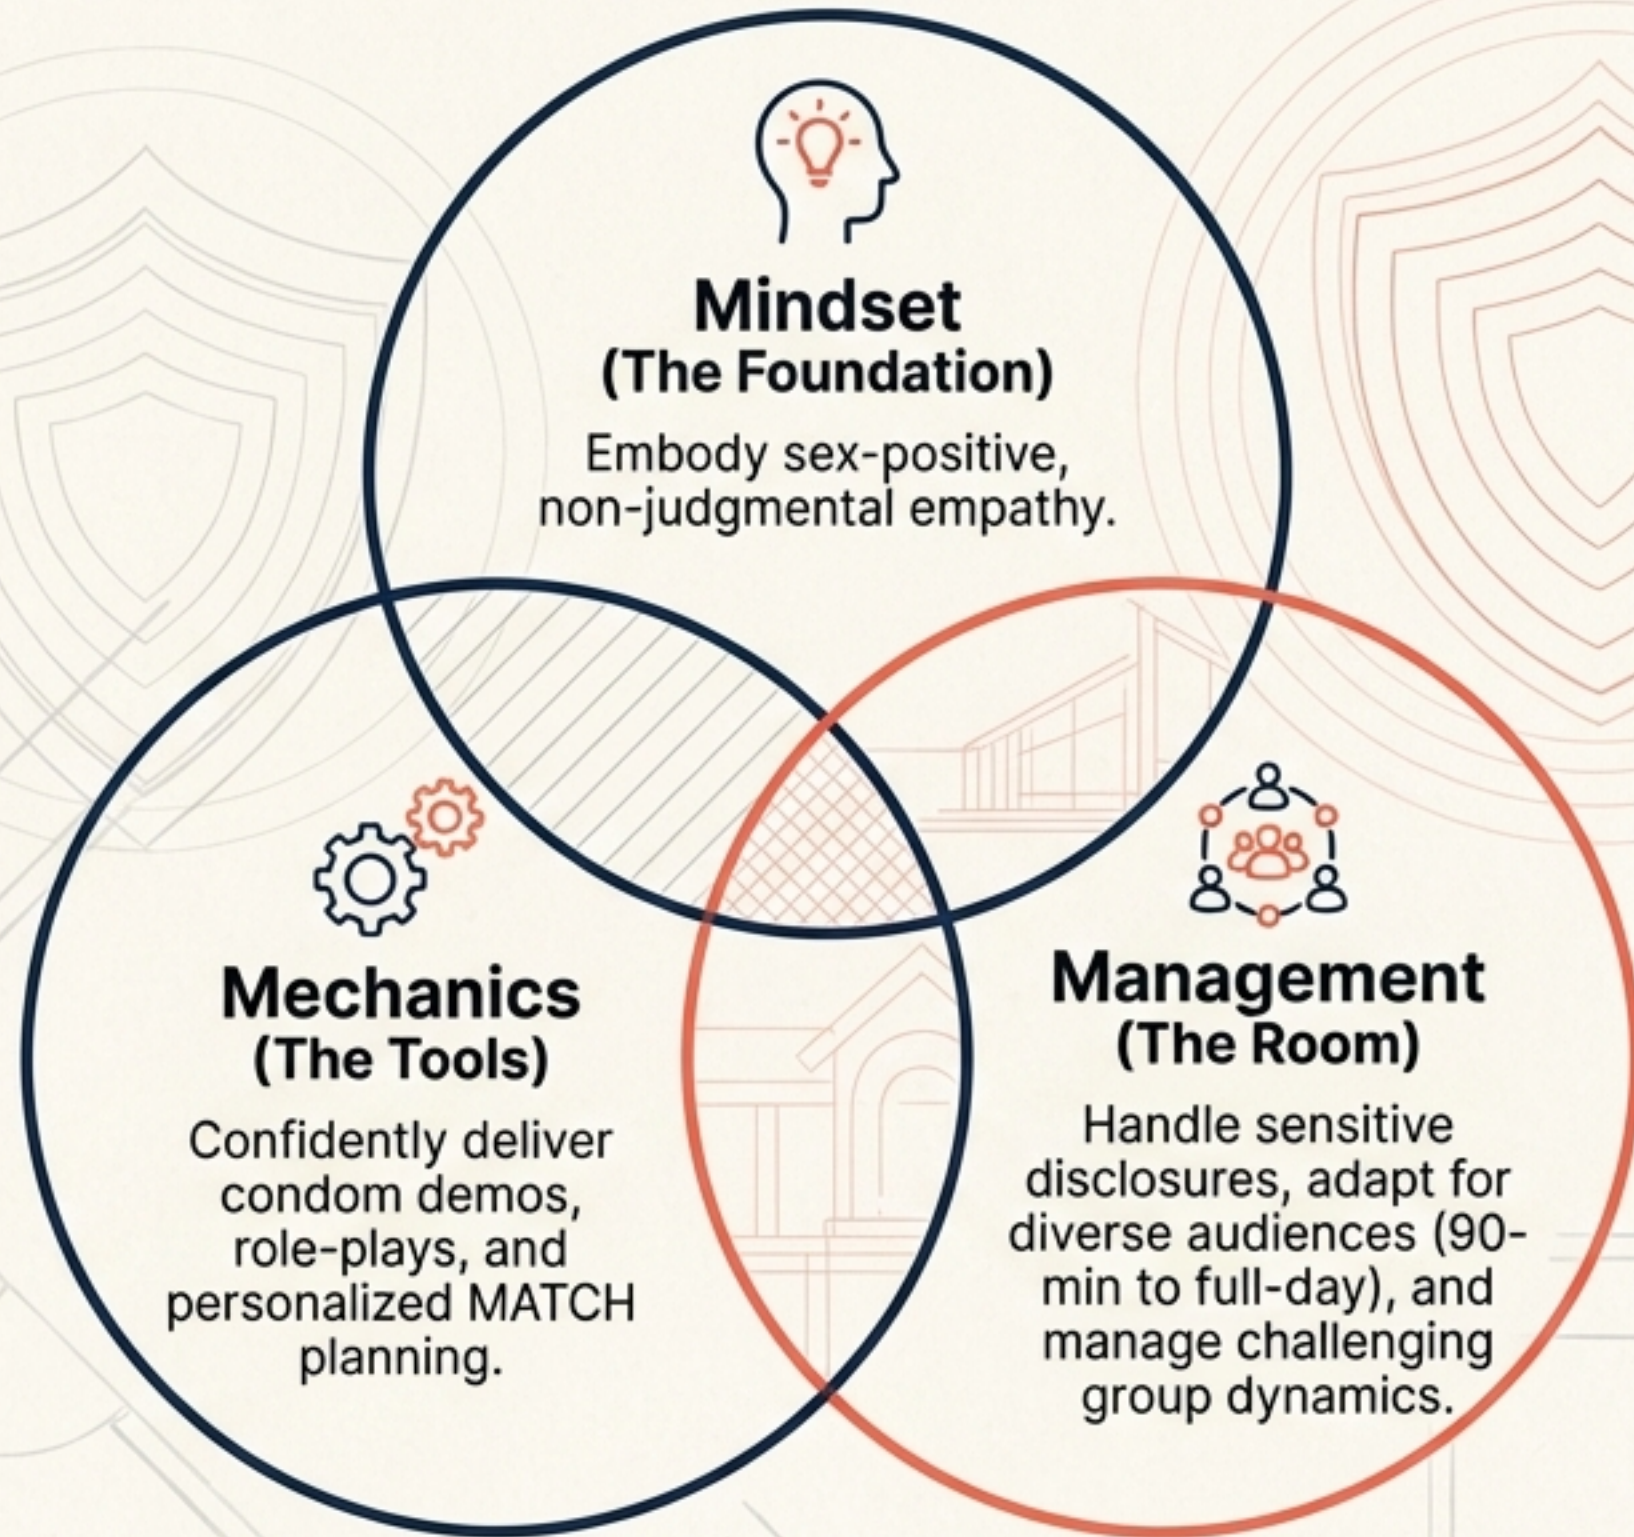 Mindset
(The Foundation)
Embody sex-positive,
non-judgmental empathy.
Mechanics
(The Tools)
Confidently deliver
condom demos,
role-plays, and
personalized MATCH
planning.
Management
(The Room)
Handle sensitive
disclosures, adapt for
diverse audiences (90-
min to full-day), and
manage challenging
group dynamics.